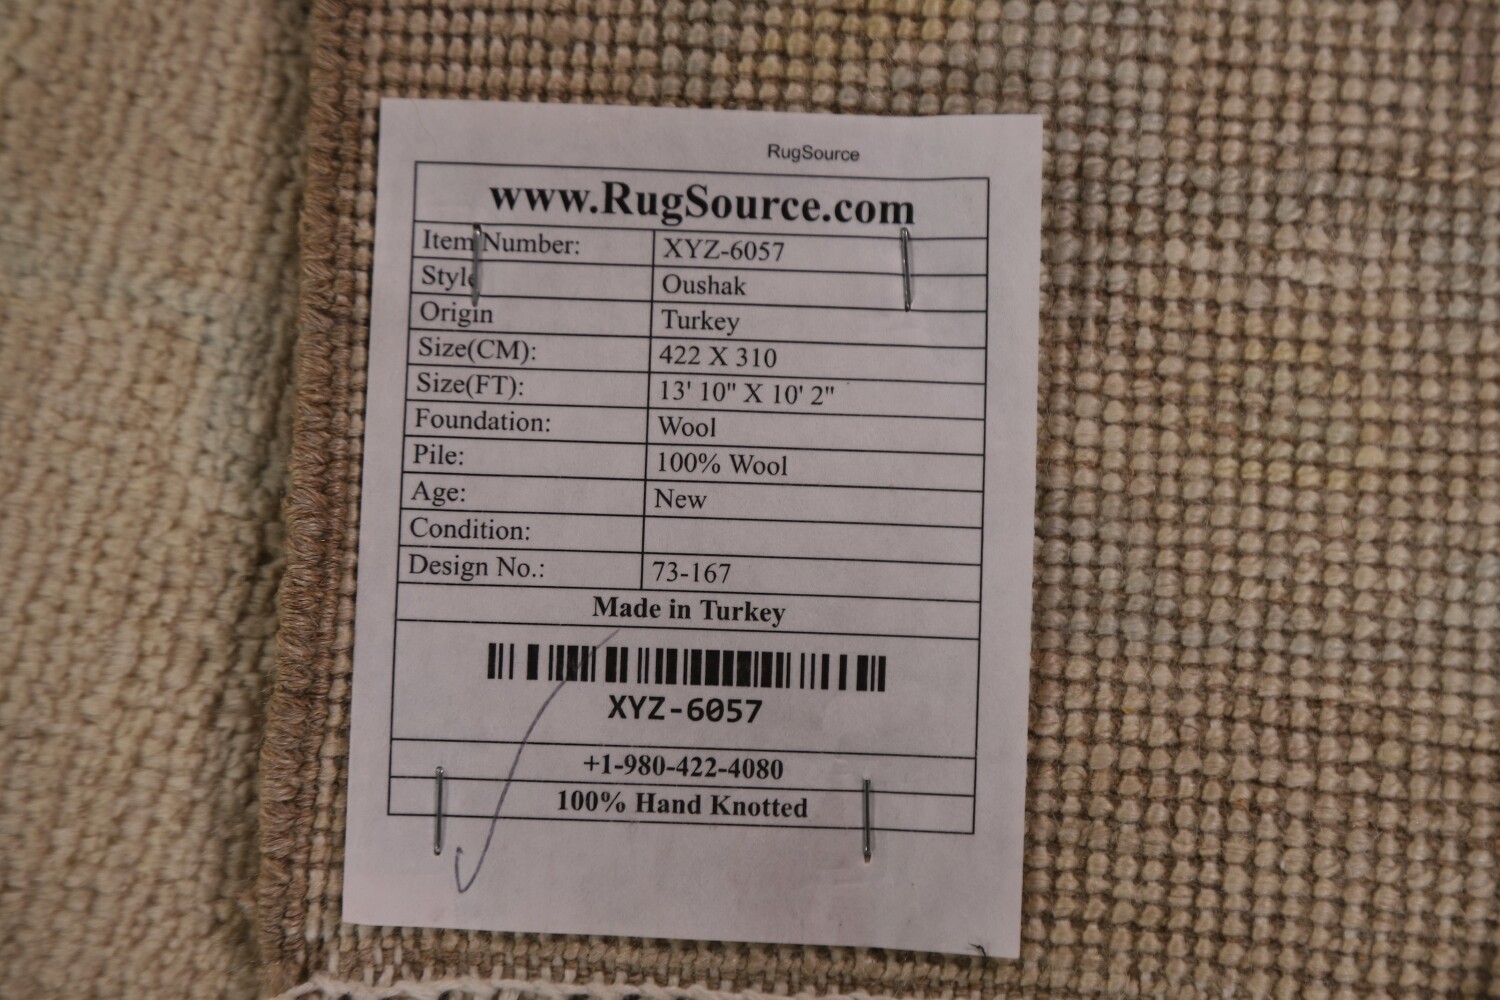 RugSource
www.RugSource.com
Item Number: XYZ-6057
Style Oushak
Origin Turkey
Size(CM): 422 X 310
Size(FT): 13' 10" X 10' 2"
Foundation: Wool
Pile: 100% Wool
Age: New
Condition:
Design No.: 73-167
Made in Turkey
XYZ-6057
+1-980-422-4080
100% Hand Knotted